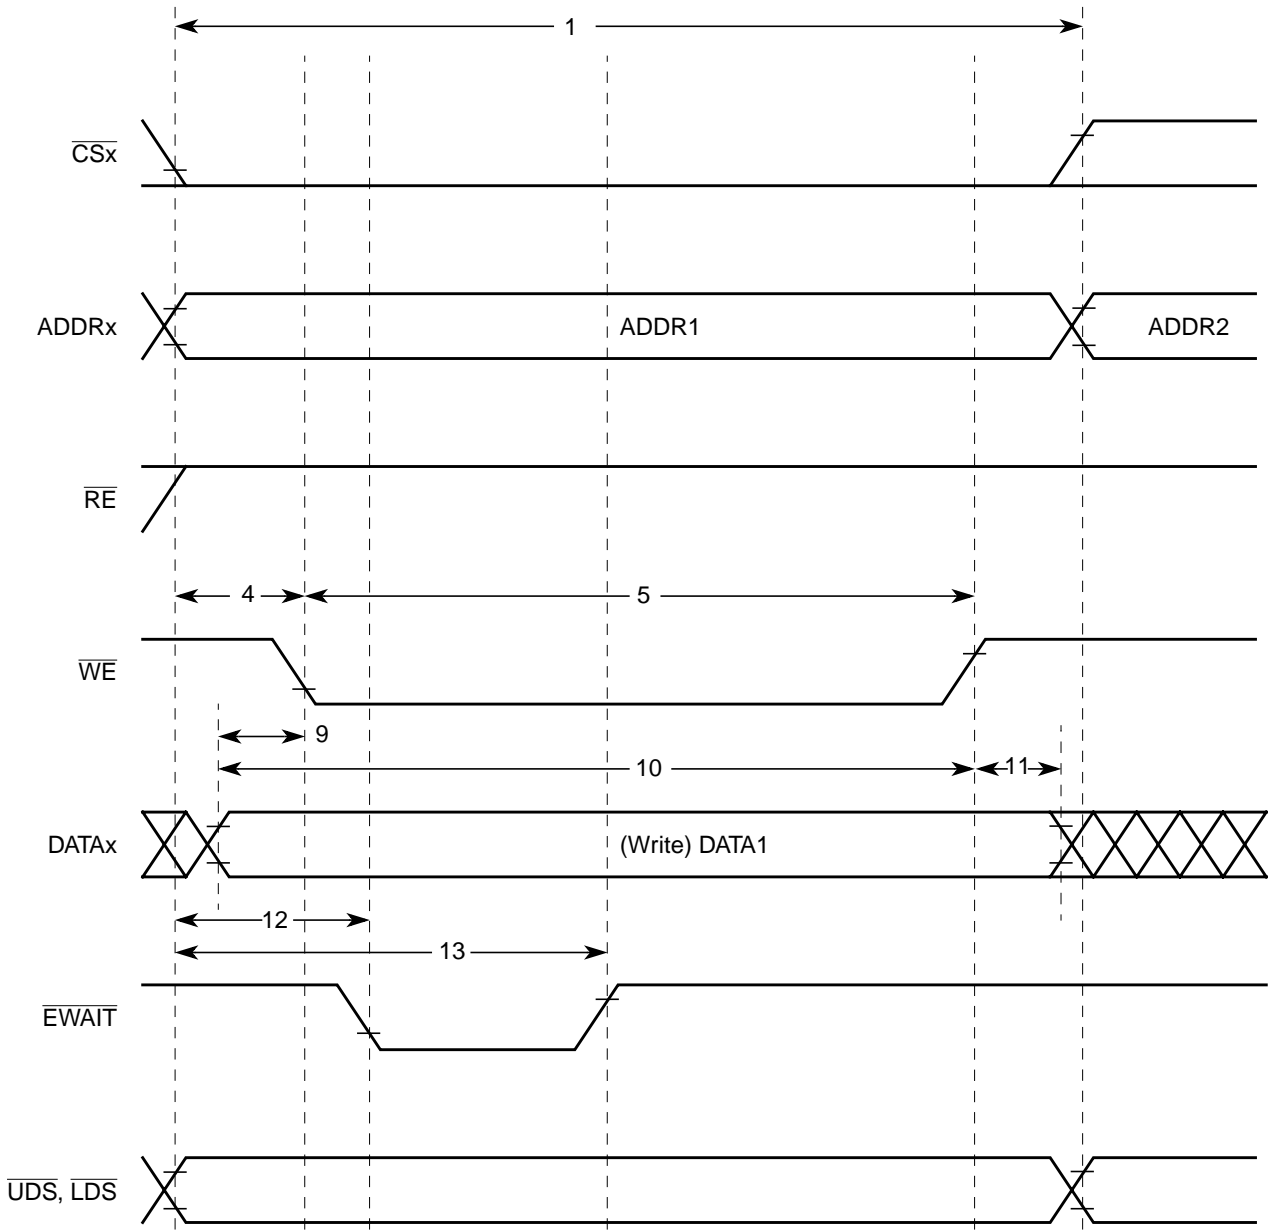 1
CSx
ADDRx
ADDR1
ADDR2
RE
4
5
WE
9
10
11
DATAx
(Write) DATA1
12
13
EWAIT
UDS, LDS